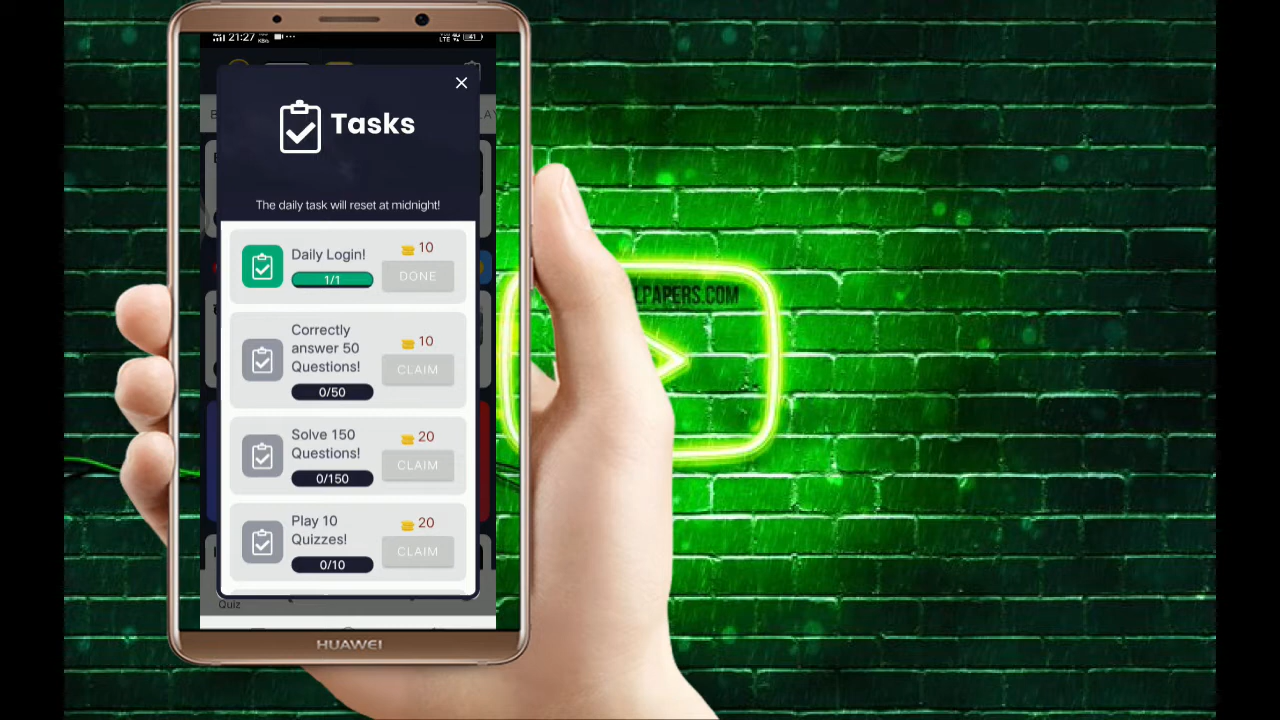 21:27
LTE
41
Tasks
The daily task will reset at midnight!
Daily Login!
10
1/1
DONE
Correctly
answer 50
Questions!
10
CLAIM
0/50
Solve 150
Questions!
20
CLAIM
0/150
Play 10
Quizzes!
20
CLAIM
0/10
Quiz
HUAWEI
LPAPERS.COM